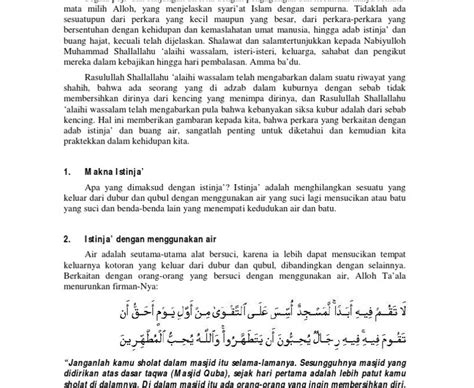 mata milih Alloh, yang menjelaskan syari'at Islam dengan sempurna. Tidaklah ada
sesuatupun dari perkara yang kecil maupun yang besar, dari perkara-perkara yang
bersentuhan dengan kehidupan dan kemaslahatan umat manusia, hingga adab istinja' dan
buang hajat, kecuali telah dijelaskan. Shalawat dan salamtertunjukkan kepada Nabiyulloh
Muhammad Shallallahu 'alaihi wassalam, isteri-isteri, keluarga, sahabat dan pengikut
mereka dalam kebajikan hingga hari pembalasan. Amma ba'du.
Rasulullah Shallallahu 'alaihi wassalam telah mengabarkan dalam suatu riwayat yang
shahih, bahwa ada seorang yang di adzab dalam kuburnya dengan sebab tidak
membersihkan dirinya dari kencing yang menimpa dirinya, dan Rasulullah Shallallahu
'alaihi wassalam telah mengabarkan pula bahwa kebanyakan siksa kubur adalah dari sebab
kencing. Hal ini memberikan gambaran kepada kita, bahwa perkara yang berkaitan dengan
adab istinja' dan buang air, sangatlah penting untuk diketahui dan kemudian kita
praktekkan dalam kehidupan kita.
1. Makna Istinja'
Apa yang dimaksud dengan istinja'? Istinja' adalah menghilangkan sesuatu yang
keluar dari dubur dan qubul dengan menggunakan air yang suci lagi mensucikan atau batu
yang suci dan benda-benda lain yang menempati kedudukan air dan batu.
2. Istinja' dengan menggunakan air
Air adalah seutama-utama alat bersuci, karena ia lebih dapat mensucikan tempat
keluarnya kotoran yang keluar dari dubur dan qubul, dibandingkan dengan selainnya.
Berkaitan dengan orang-orang yang bersuci dengan menggunakan air, Alloh Ta'ala
menurunkan firman-Nya:
لَا تَقُمْ فِيهِ أَبَدًا ۚ لَّمَسْجِدٌ أُسِّسَ عَلَى ٱلتَّقْوَىٰ مِنْ أَوَّلِ يَوْمٍ أَحَقُّ أَن
تَقُومَ فِيهِ ۚ فِيهِ رِجَالٌ يُحِبُّونَ أَن يَتَطَهَّرُوا۟ ۚ وَٱللَّهُ يُحِبُّ ٱلْمُطَّهِّرِينَ
"Janganlah kamu sholat dalam masjid itu selama-lamanya. Sesungguhnya masjid yang
didirikan atas dasar taqwa (Masjid Quba), sejak hari pertama adalah lebih patut kamu
sholat di dalamnya. Di dalam masjid itu ada orang-orang yang ingin membersihkan diri.